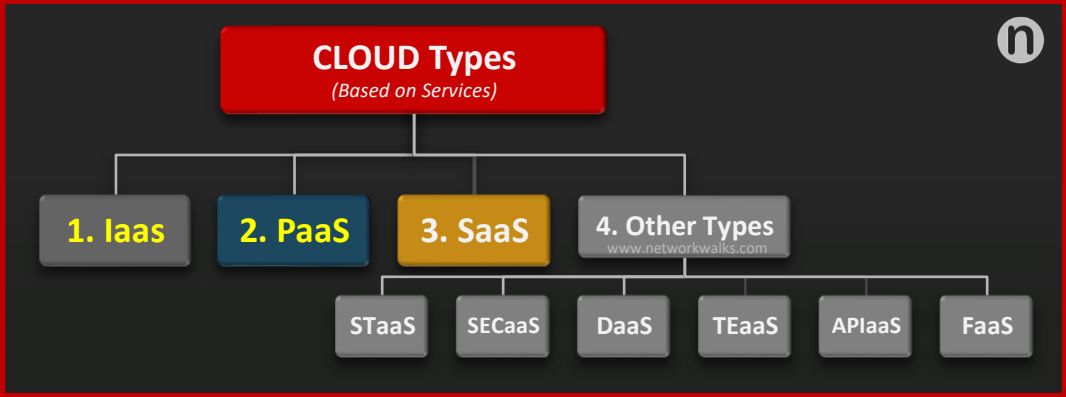 n
CLOUD Types
(Based on Services)
1. Iaas
2. PaaS
3. SaaS
4. Other Types
www.networkwalks.com
STaaS
SECaaS
DaaS
TEaaS
APIaaS
FaaS